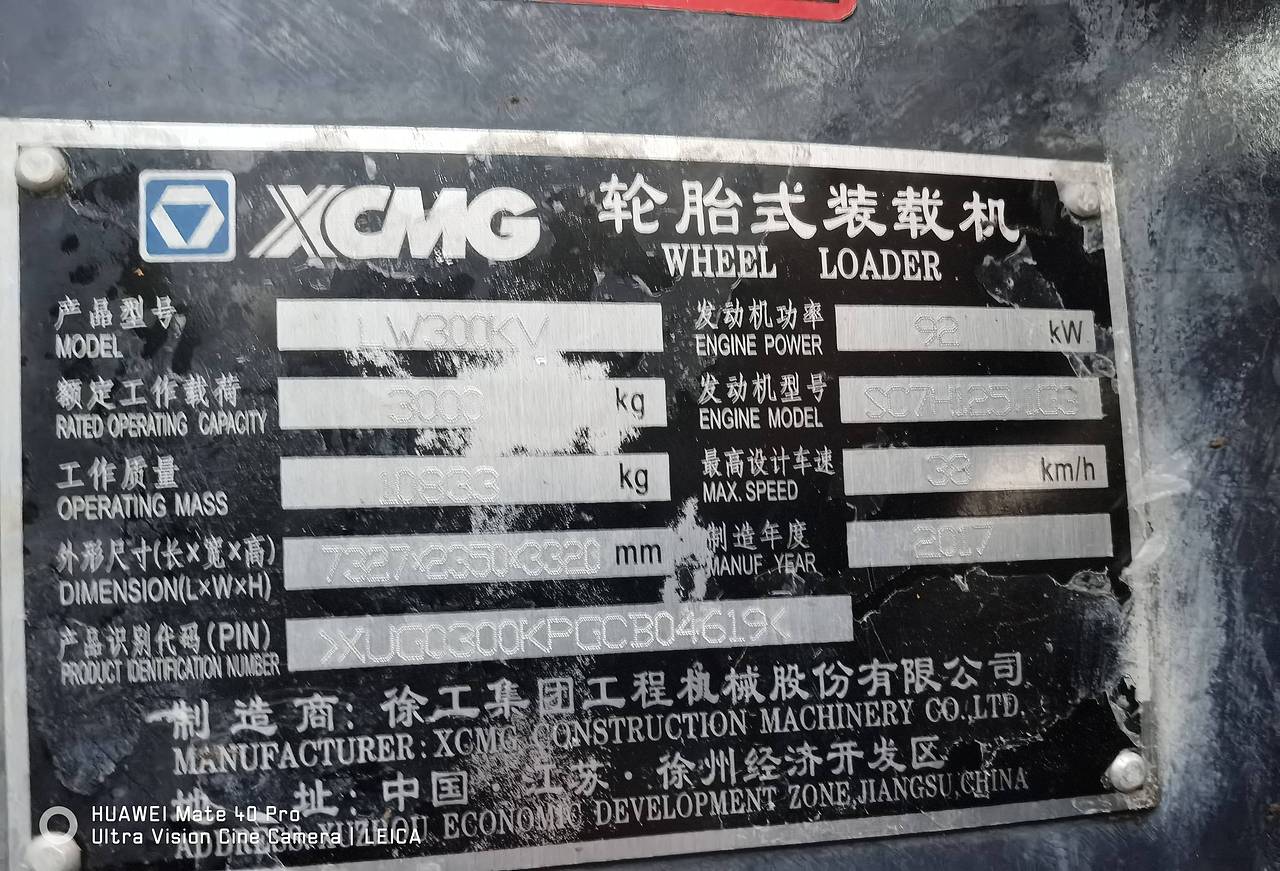 XCMG 轮胎式装载机
WHEEL LOADER
产品型号 LW300KV 发动机功率 92 kW
MODEL ENGINE POWER
额定工作载荷 3000 kg 发动机型号 SC7H125.1G3
RATED OPERATING CAPACITY ENGINE MODEL
工作质量 kg 最高设计车速 38 km/h
OPERATING MASS MAX. SPEED
外形尺寸(长×宽×高) 7327×2350×3320 mm 制造年度 2017
DIMENSION(L×W×H) MANUF. YEAR
产品识别代码(PIN) >XUG0300KPGCB04619<
PRODUCT IDENTIFICATION NUMBER
制造商: 徐工集团工程机械股份有限公司
MANUFACTURER: XCMG CONSTRUCTION MACHINERY CO.,LTD.
地址: 中国·江苏·徐州经济开发区
ADDRESS:XUZHOU ECONOMIC DEVELOPMENT ZONE,JIANGSU,CHINA
HUAWEI Mate 40 Pro
Ultra Vision Cine Camera | LEICA